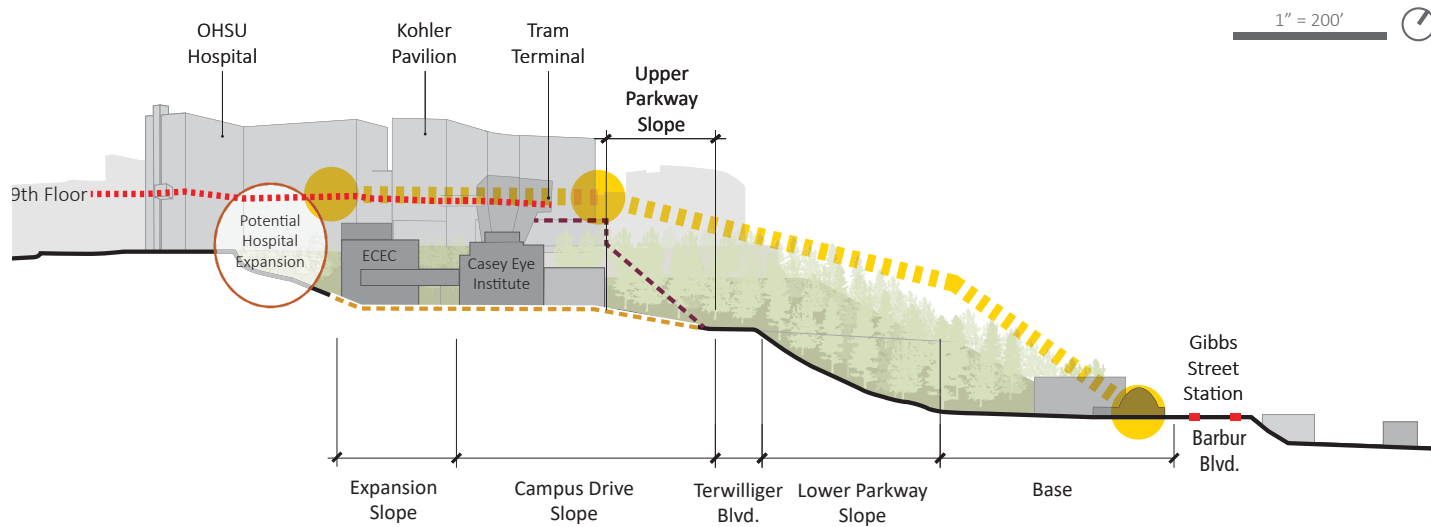 1” = 200’
OHSU
Hospital
Kohler
Pavilion
Tram
Terminal
Upper
Parkway
Slope
9th Floor
Potential
Hospital
Expansion
ECEC
Casey Eye
Institute
Gibbs
Street
Station
Barbur
Blvd.
Expansion
Slope
Campus Drive
Slope
Terwilliger
Blvd.
Lower Parkway
Slope
Base